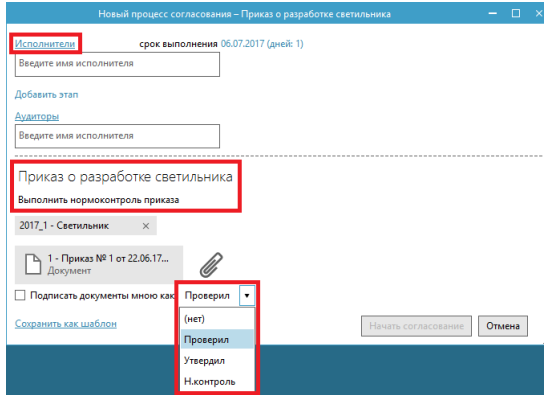 Новый процесс согласования – Приказ о разработке светильника
Исполнители срок выполнения 06.07.2017 (дней: 1)
Введите имя исполнителя
Добавить этап
Аудиторы
Введите имя исполнителя
Приказ о разработке светильника
Выполнить нормоконтроль приказа
2017_1 - Светильник ×
1 - Приказ № 1 от 22.06.17...
Документ
Подписать документы мною как: Проверил
(нет)
Проверил
Утвердил
Н.контроль
Сохранить как шаблон
Начать согласование Отмена